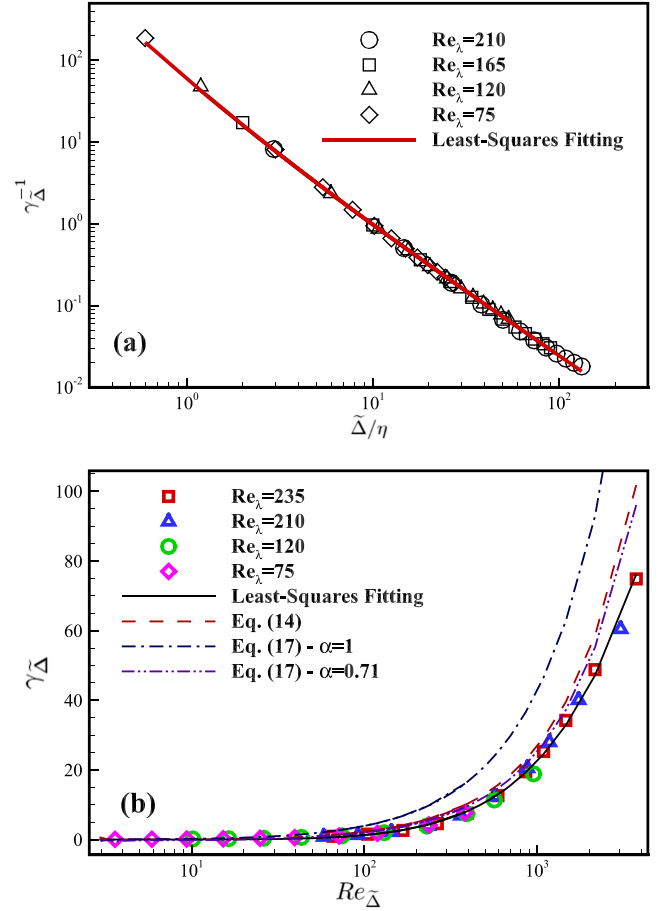 10²
10¹
10⁰
10⁻¹
10⁻²
γ_Δ̃⁻¹
Re_λ=210
Re_λ=165
Re_λ=120
Re_λ=75
Least-Squares Fitting
(a)
10⁰ 10¹ 10²
Δ̃/η
100
80
60
40
20
0
γ_Δ̃
Re_λ=235
Re_λ=210
Re_λ=120
Re_λ=75
Least-Squares Fitting
Eq. (14)
Eq. (17) - α=1
Eq. (17) - α=0.71
(b)
10¹ 10² 10³
Re_Δ̃